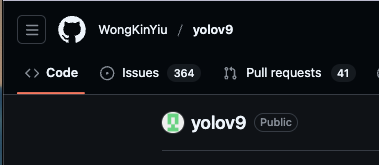 WongKinYiu / yolov9
Code Issues 364 Pull requests 41
yolov9 Public